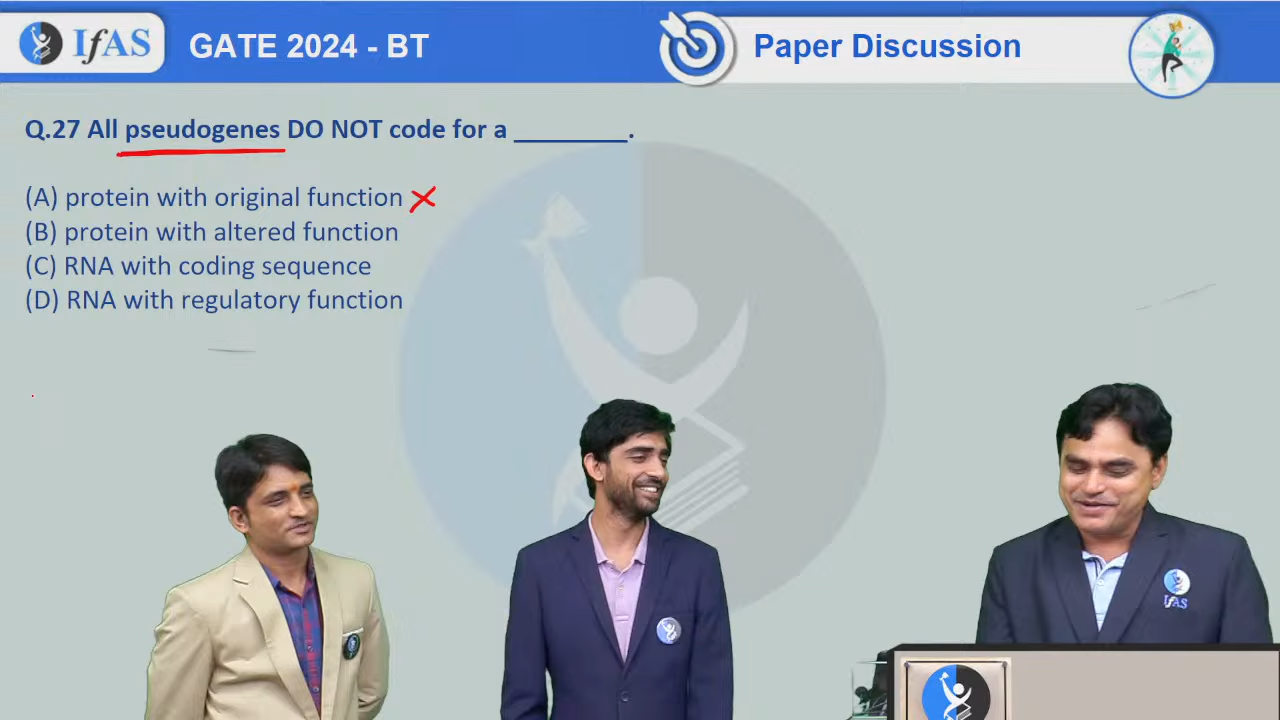 IfAS
GATE 2024 - BT
Paper Discussion
Q.27 All pseudogenes DO NOT code for a ________.
(A) protein with original function
(B) protein with altered function
(C) RNA with coding sequence
(D) RNA with regulatory function
IfAS